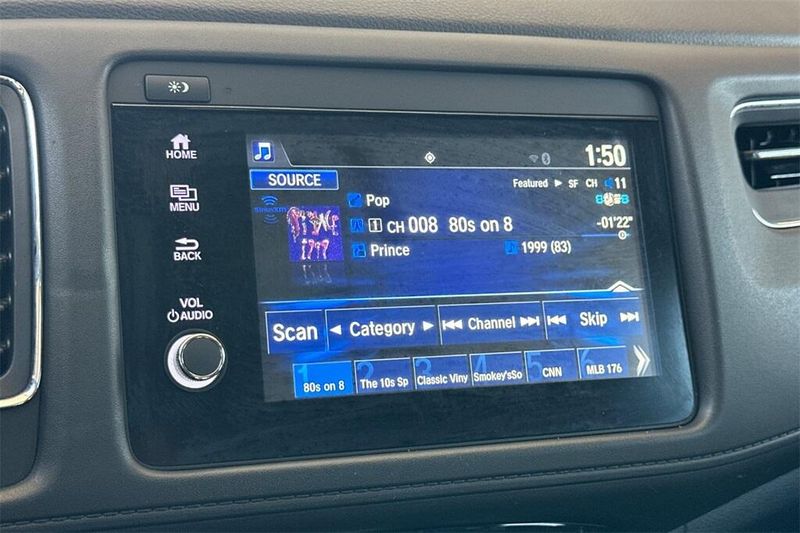 1:50
HOME
SOURCE
Featured ▶ SF CH 11
MENU
SiriusXM
Pop
1 CH 008 80s on 8
-01'22"
BACK
Prince
1999 (83)
VOL
AUDIO
Scan
Category
Channel
Skip
1 80s on 8
2 The 10s Sp
3 Classic Viny
4 Smokey'sSo
5 CNN
6 MLB 176